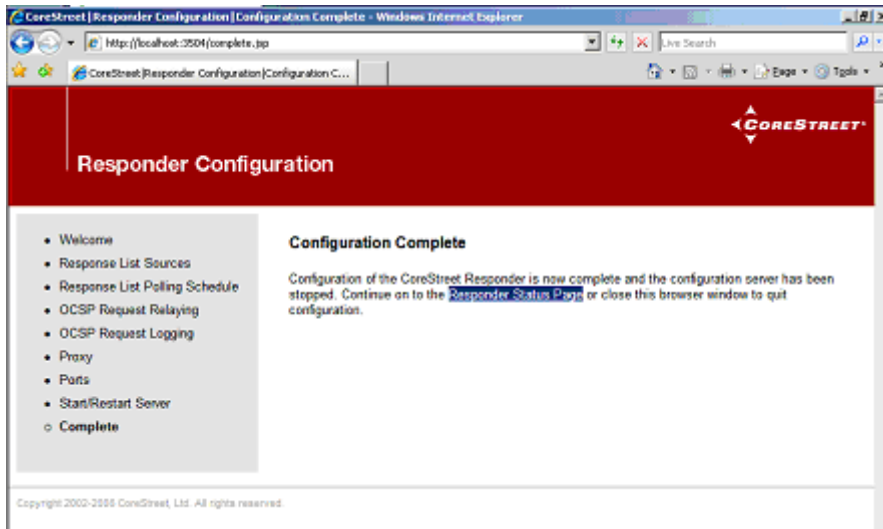 CoreStreet | Responder Configuration | Configuration Complete - Windows Internet Explorer
http://localhost:3504/complete.jsp
Live Search
CoreStreet | Responder Configuration | Configuration C...
Page
Tools
CORESTREET
Responder Configuration
Welcome
Response List Sources
Response List Polling Schedule
OCSP Request Relaying
OCSP Request Logging
Proxy
Ports
Start/Restart Server
Complete
Configuration Complete
Configuration of the CoreStreet Responder is now complete and the configuration server has been
stopped. Continue on to the Responder Status Page or close this browser window to quit
configuration.
Copyright 2002-2006 CoreStreet, Ltd. All rights reserved.